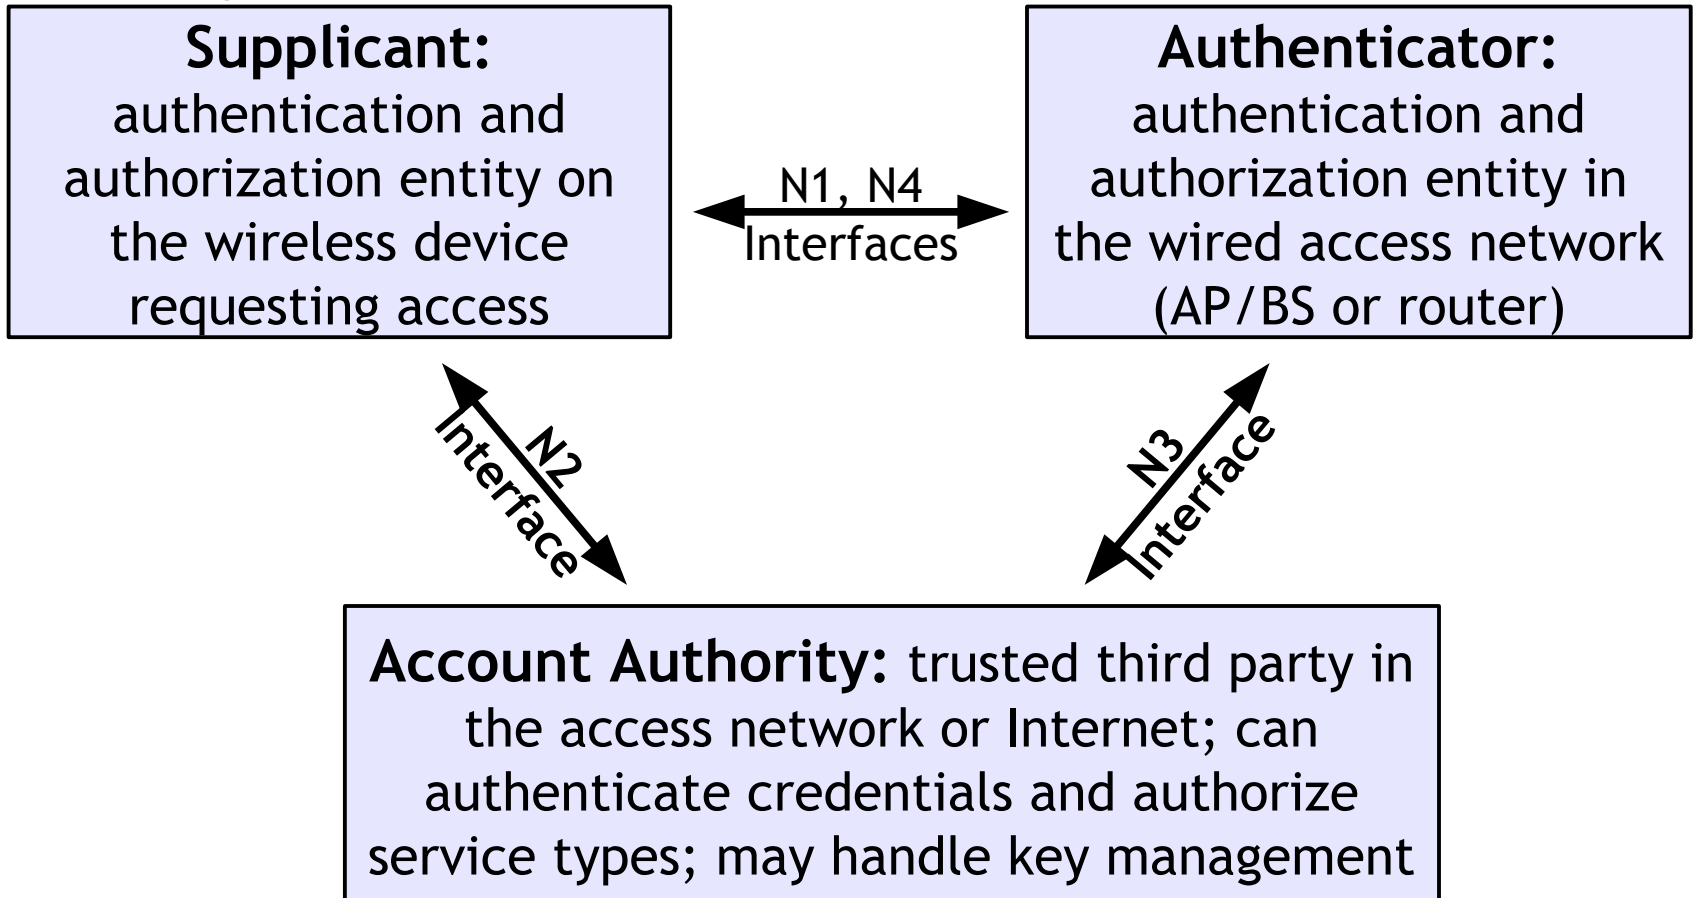 Supplicant:
authentication and
authorization entity on
the wireless device
requesting access
N1, N4
Interfaces
Authenticator:
authentication and
authorization entity in
the wired access network
(AP/BS or router)
N2
Interface
N3
Interface
Account Authority: trusted third party in
the access network or Internet; can
authenticate credentials and authorize
service types; may handle key management